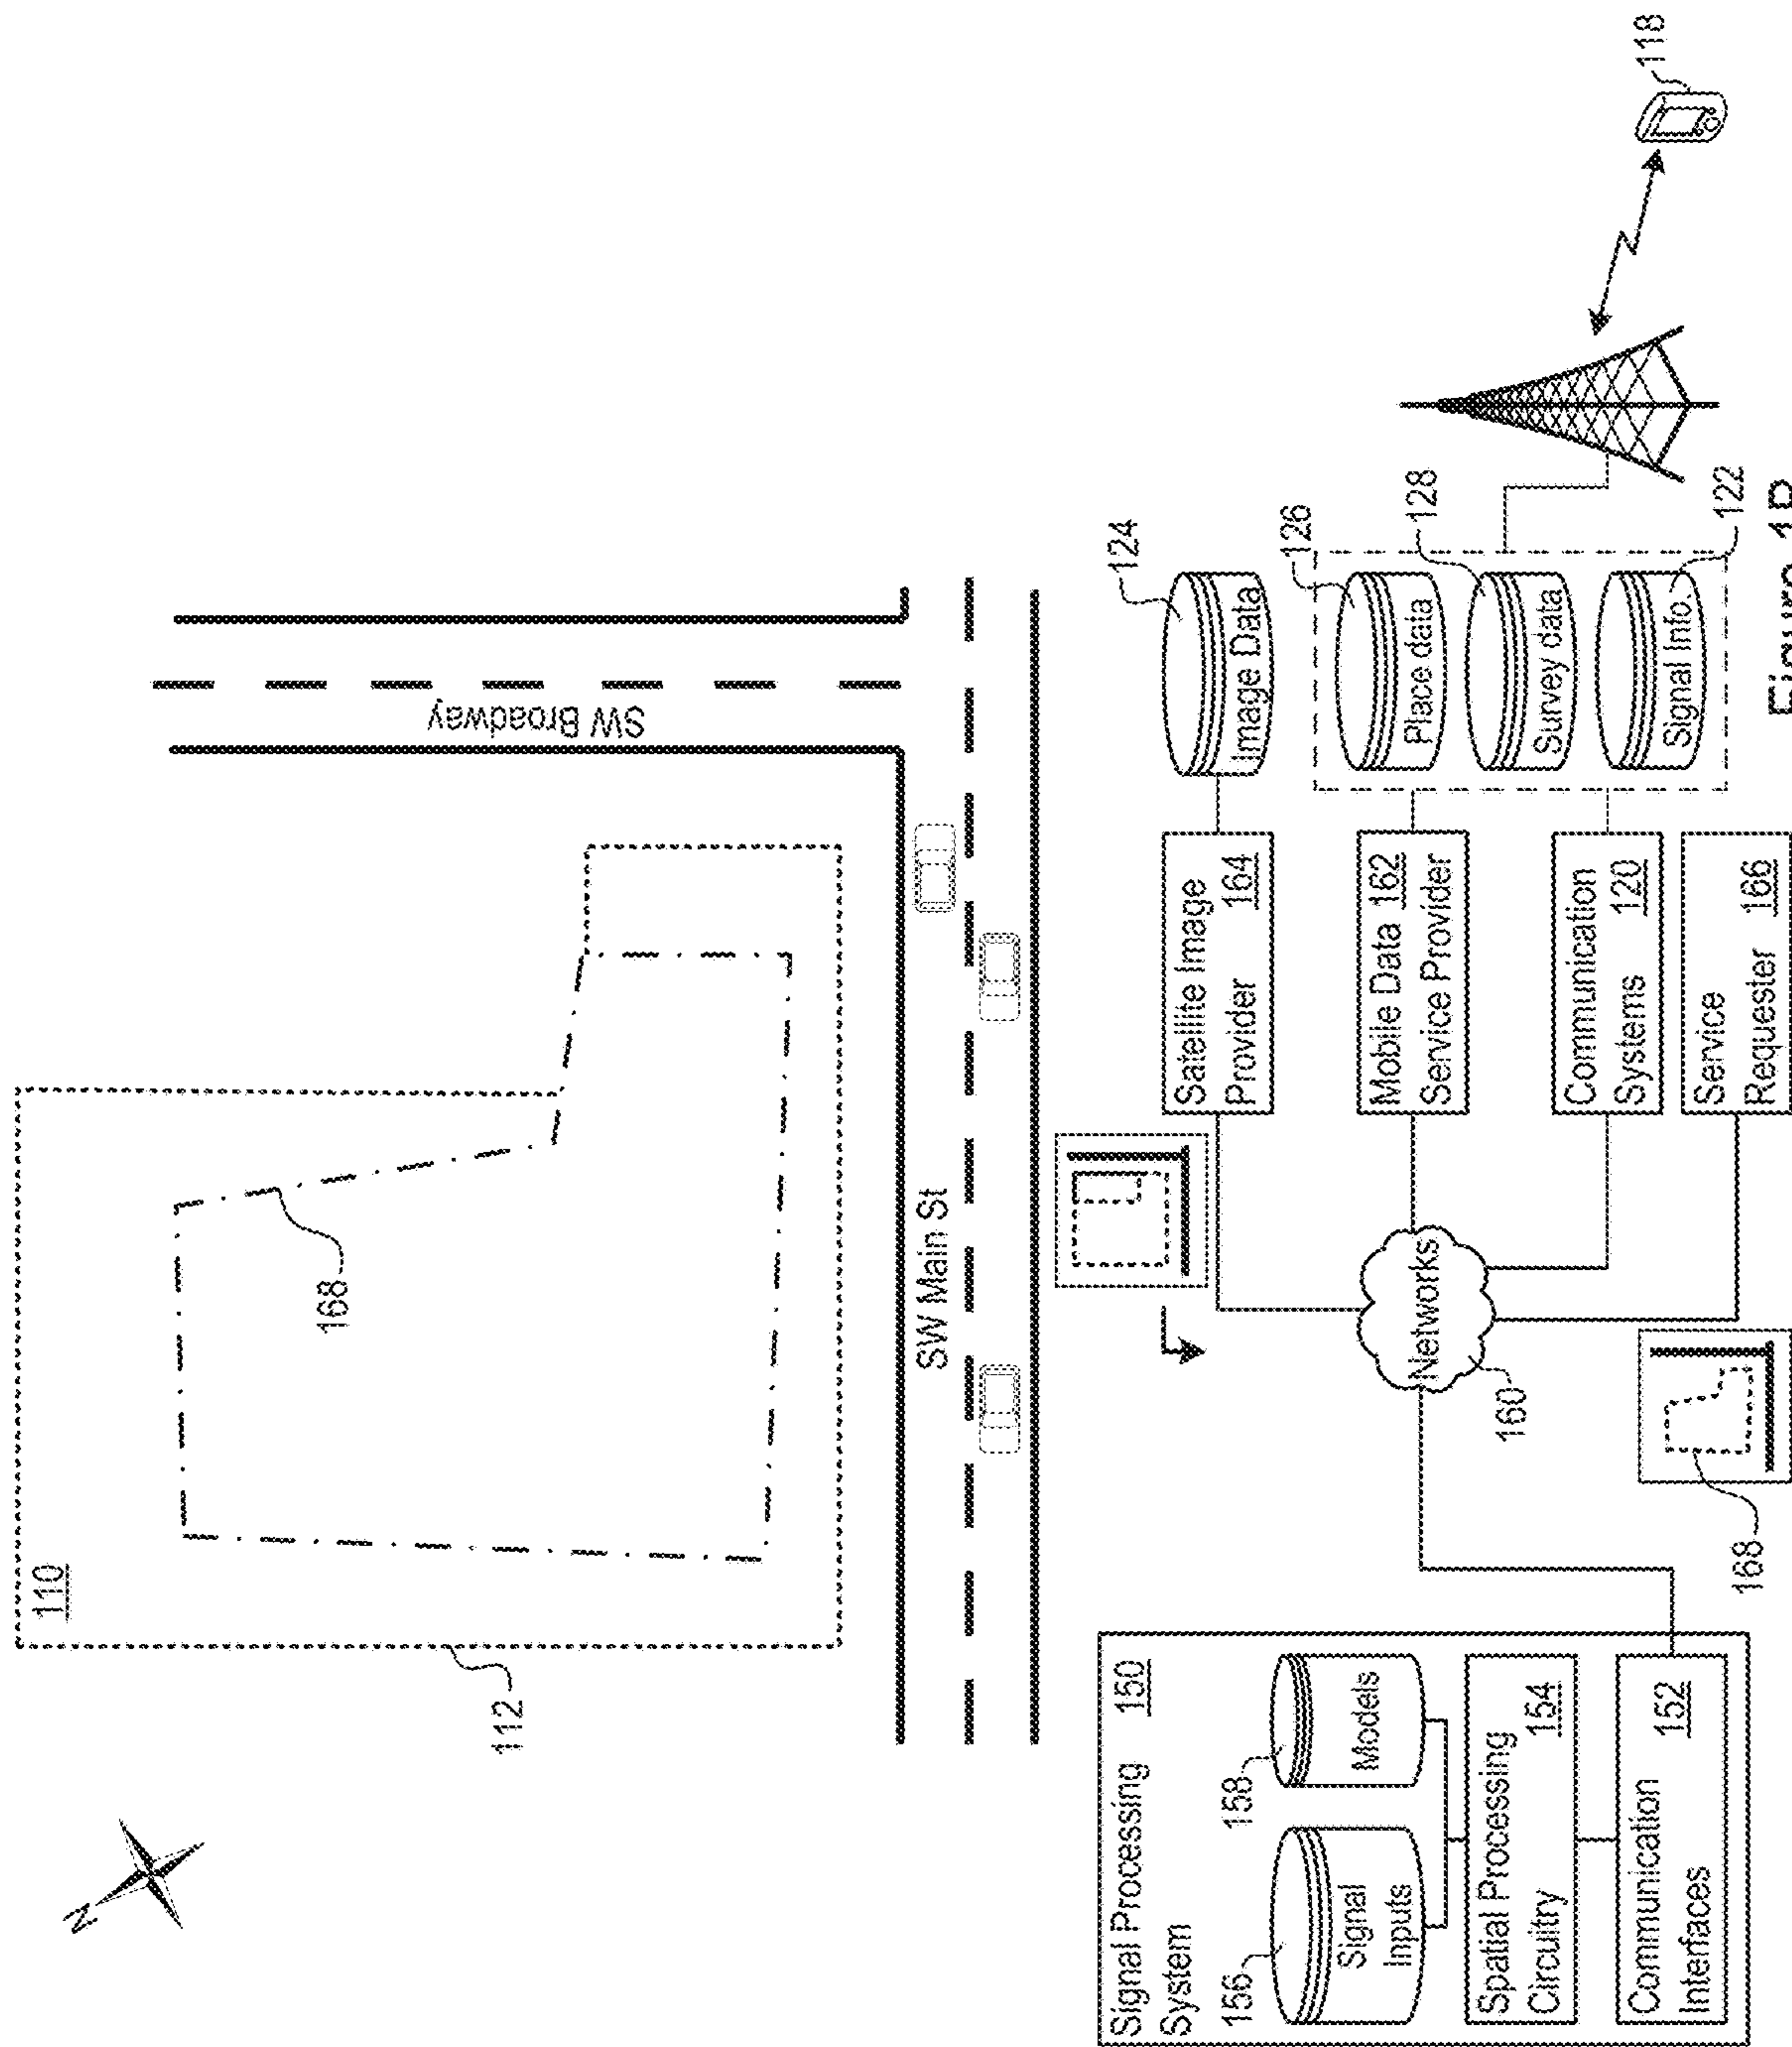 N
110
112
168
SW Broadway
SW Main St
Signal Processing
System
150
156
158
Signal
Inputs
Models
Spatial Processing
Circuitry
154
Communication
Interfaces
152
Networks
160
168
Satellite Image
Provider
164
Mobile Data
162
Service Provider
Communication
Systems
120
Service
Requester
166
124
Image Data
126
Place data
128
Survey data
122
Signal Info.
118
Figure 1B